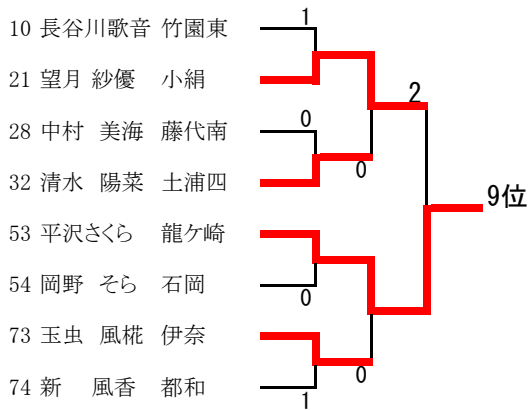 10 長谷川歌音 竹園東
1
21 望月 紗優 小絹
2
28 中村 美海 藤代南
0
32 清水 陽菜 土浦四
0
9位
53 平沢さくら 龍ケ崎
54 岡野 そら 石岡
0
73 玉虫 風椛 伊奈
0
74 新 風香 都和
1